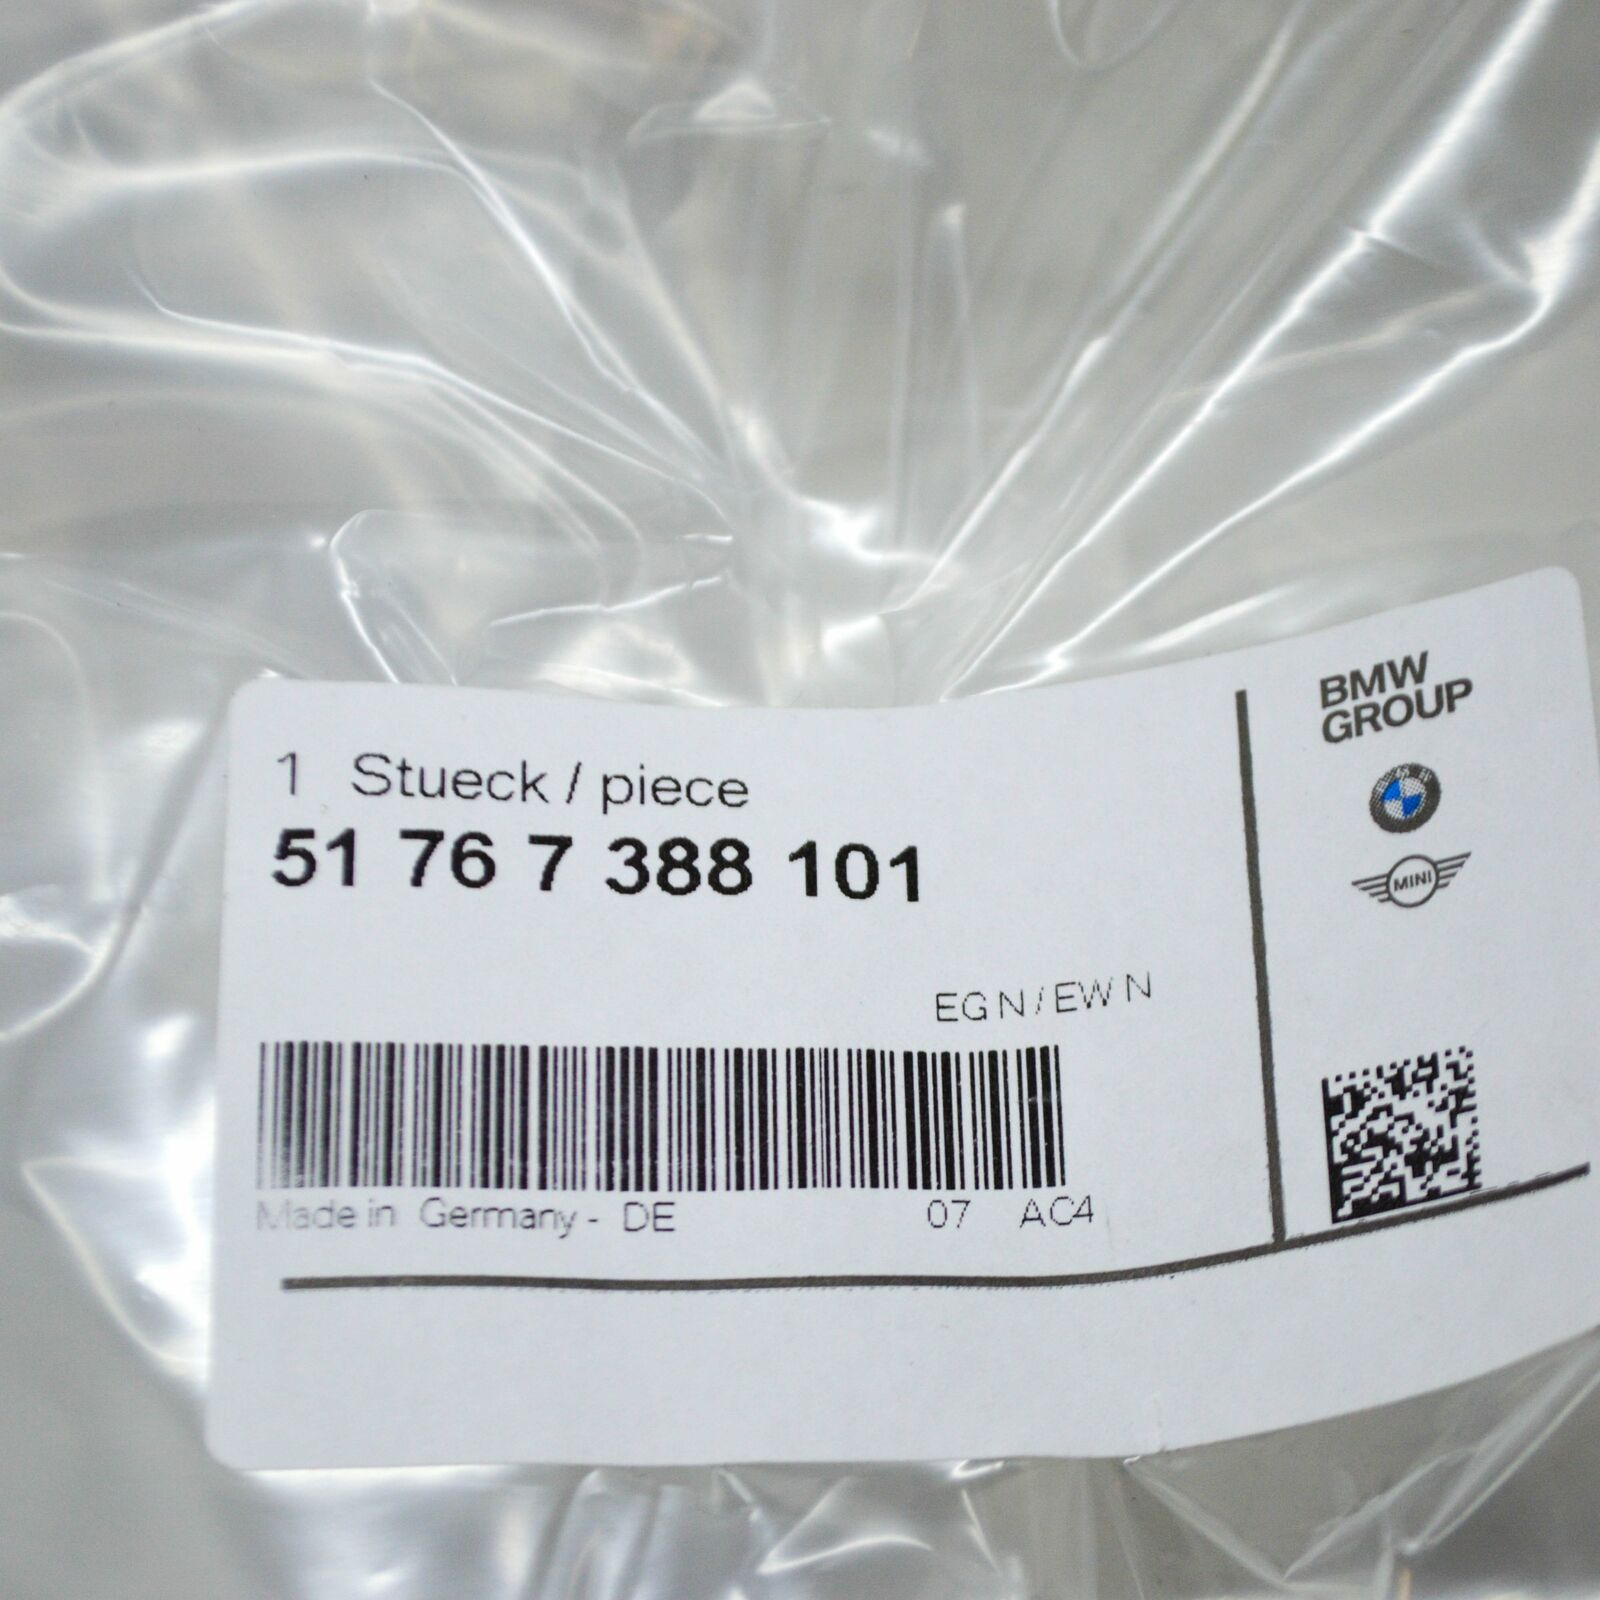 1 Stueck / piece
51 76 7 388 101
EG N / EW N
Made in Germany - DE 07 AC4
BMW
GROUP
MINI